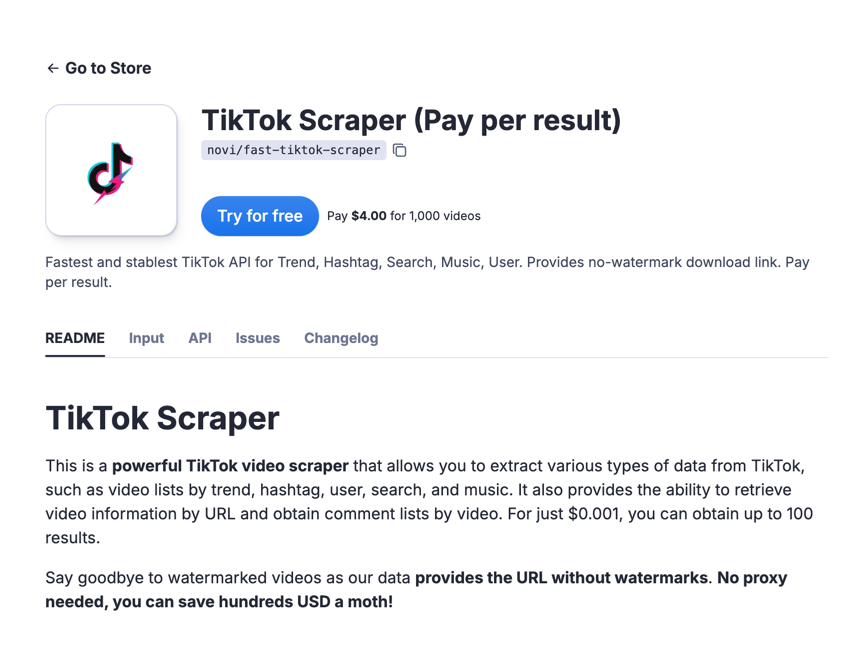 ← Go to Store
TikTok Scraper (Pay per result)
novi/fast-tiktok-scraper
Try for free
Pay $4.00 for 1,000 videos
Fastest and stablest TikTok API for Trend, Hashtag, Search, Music, User. Provides no-watermark download link. Pay
per result.
README Input API Issues Changelog
TikTok Scraper
This is a powerful TikTok video scraper that allows you to extract various types of data from TikTok,
such as video lists by trend, hashtag, user, search, and music. It also provides the ability to retrieve
video information by URL and obtain comment lists by video. For just $0.001, you can obtain up to 100
results.
Say goodbye to watermarked videos as our data provides the URL without watermarks. No proxy
needed, you can save hundreds USD a moth!